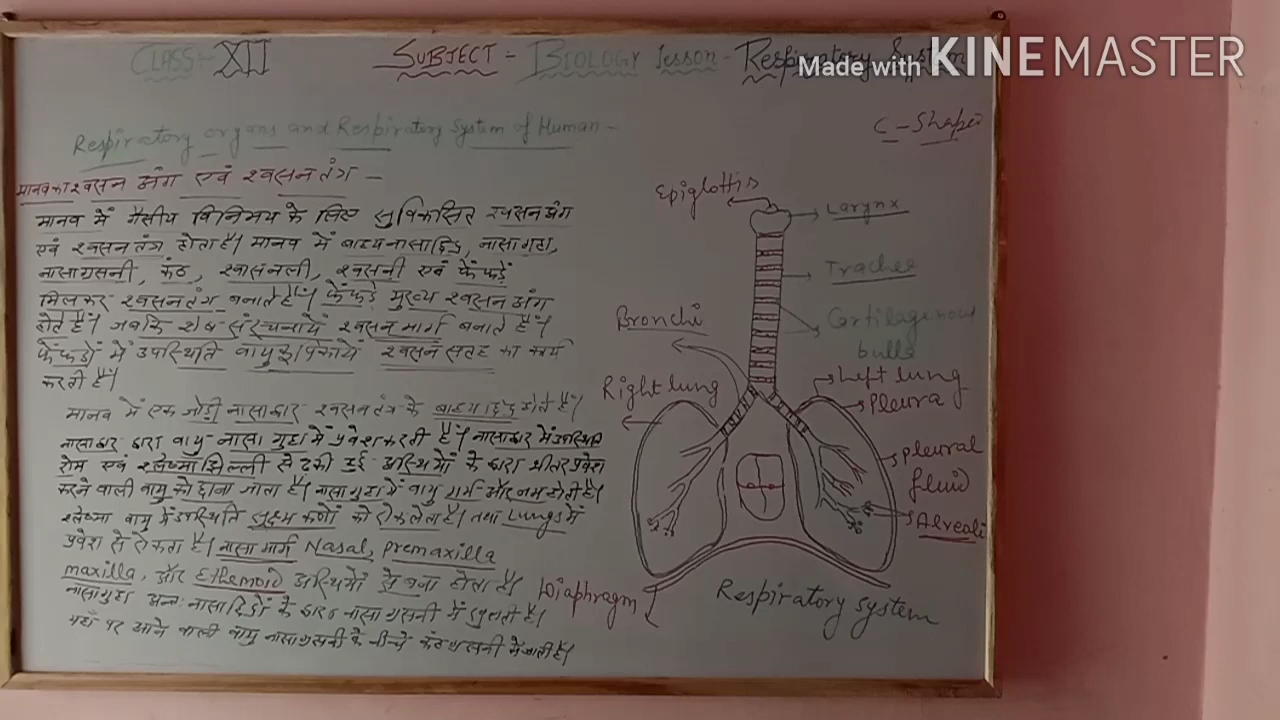 CLASS:- XII SUBJECT - BIOLOGY lesson - Respiratory System
Made with KINEMASTER
C - Shape
Respiratory organs and Respiratory System of Human -
मानव का श्वसन अंग एवं श्वसन तंत्र -
मानव में गैसीय विनिमय के लिए सुविकसित श्वसन अंग
एवं श्वसन तंत्र होता है। मानव में बाह्य नासाछिद्र, नासागुहा,
नासाग्रसनी, कंठ, श्वासनली, श्वसनी एवं फेंफड़ें
मिलकर श्वसन तंत्र बनाते हैं। फेंफड़े मुख्य श्वसन अंग
होते हैं। जबकि शेष संरचनायें श्वसन मार्ग बनाते हैं।
फेंफड़ों में उपस्थिति वायुकूपिकायें श्वसन सतह का कार्य
करती हैं।
मानव में एक जोड़ी नासाद्वार श्वसन तंत्र के बाह्य छिद्र होते हैं।
नासाद्वार द्वारा वायु नासा गुहा में प्रवेश करती है। नासाद्वार में उपस्थिति
रोम एवं श्लेष्मा झिल्ली से ढकी हुई अस्थियों के द्वारा भीतर प्रवेश
करने वाली वायु को छाना जाता है। नासागुहा में वायु गर्म और नम होती है।
श्लेष्मा वायु में उपस्थिति सूक्ष्म कणों को रोक लेता है। तथा Lungs में
प्रवेश से रोकता है। नासामार्ग Nasal, premaxilla
maxilla, और Ethemoid अस्थियों से बना होता है।
नासागुहा अन्तः नासाछिद्रों के द्वारा नासाग्रसनी में खुलती है।
यहाँ पर आने वाली वायु नासाग्रसनी के नीचे कंठग्रसनी में जाती है।
Epiglottis
Larynx
Trachea
Cartilagenous
bulls
Bronchi
Right lung
Left lung
Pleura
pleural
fluid
Alveoli
Diaphragm
Respiratory system